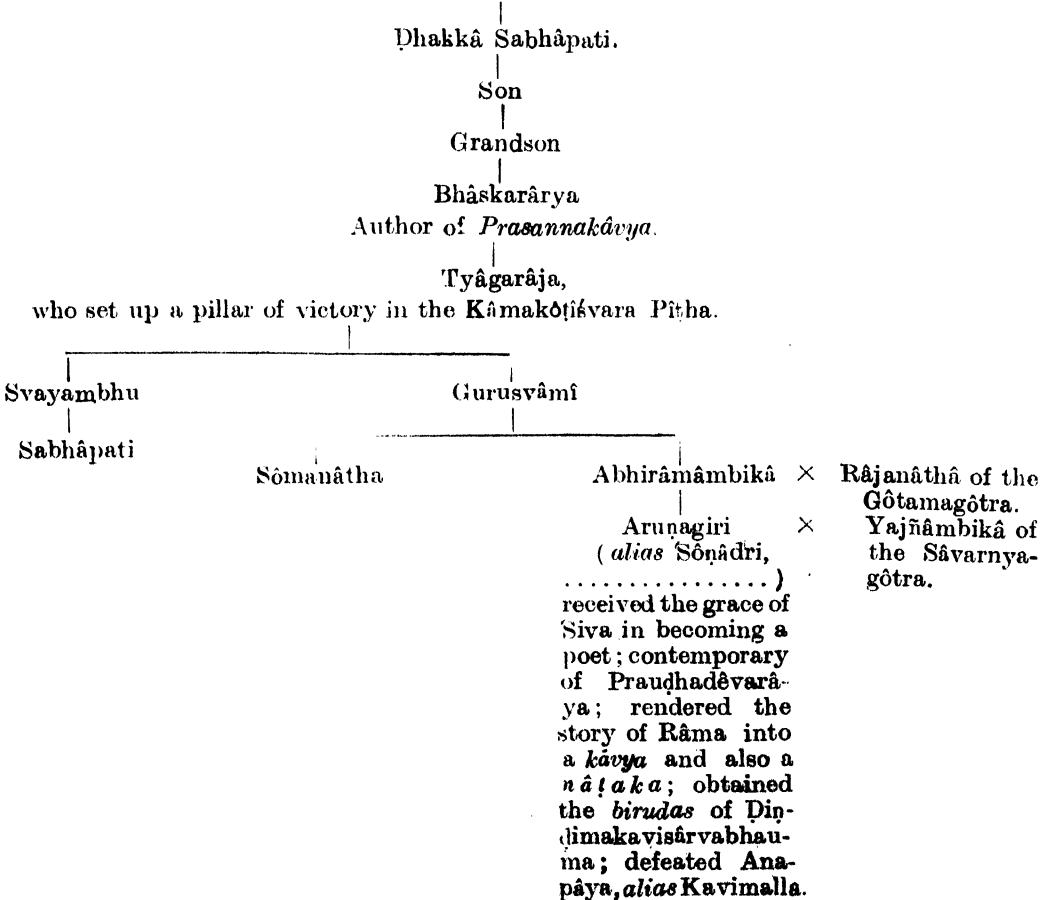 Ḍhakkâ Sabhâpati.
Son
Grandson
Bhâskarârya
Author of Prasannakâvya.
Tyâgarâja,
who set up a pillar of victory in the Kâmakôṭîśvara Pîṭha.
Svayambhu
Gurusvâmî
Sabhâpati
Sômanâtha
Abhirâmâmbikâ × Râjanâthâ of the
Gôtamagôtra.
Aruṇagiri × Yajñâmbikâ of
(alias Śôṇâdri, the Sâvarnya-
................) gôtra.
received the grace of
Śiva in becoming a
poet; contemporary
of Prauḍhadêvarâ-
ya; rendered the
story of Râma into
a kâvya and also a
nâṭaka; obtained
the birudas of Ḍiṇ-
ḍimakavisârvabhau-
ma; defeated Ana-
pâya, alias Kavimalla.